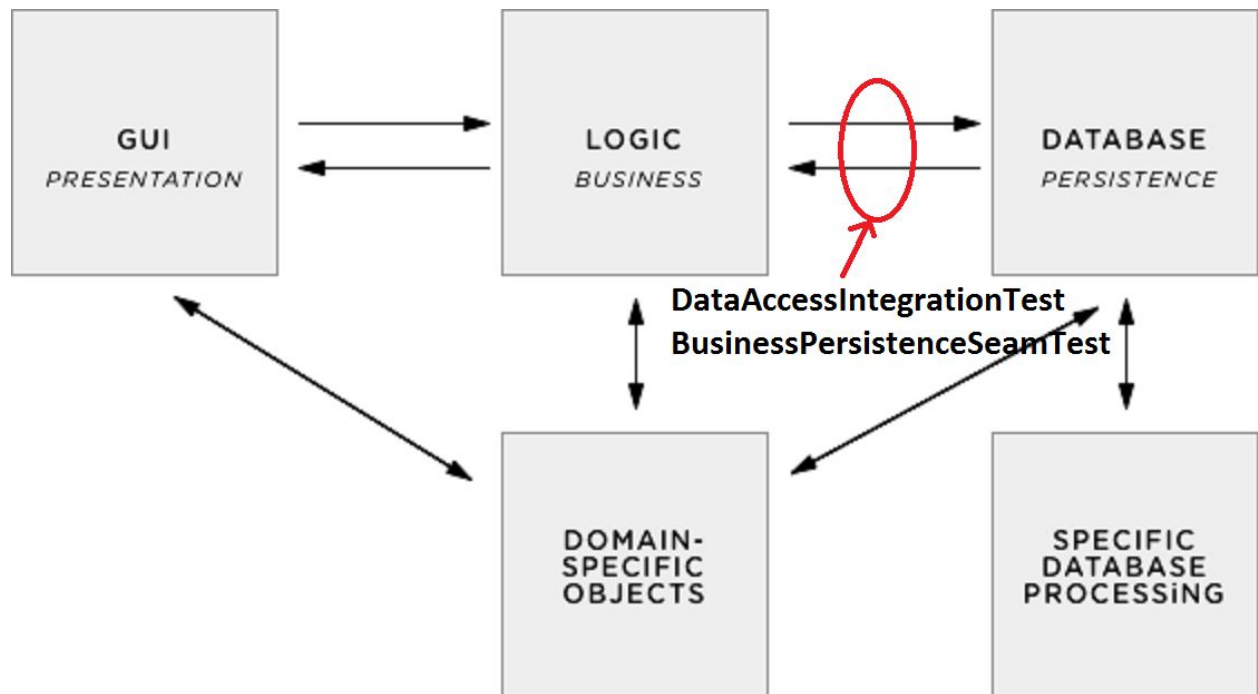 GUI
PRESENTATION
LOGIC
BUSINESS
DATABASE
PERSISTENCE
DataAccessIntegrationTest
BusinessPersistenceSeamTest
DOMAIN-
SPECIFIC
OBJECTS
SPECIFIC
DATABASE
PROCESSiNG